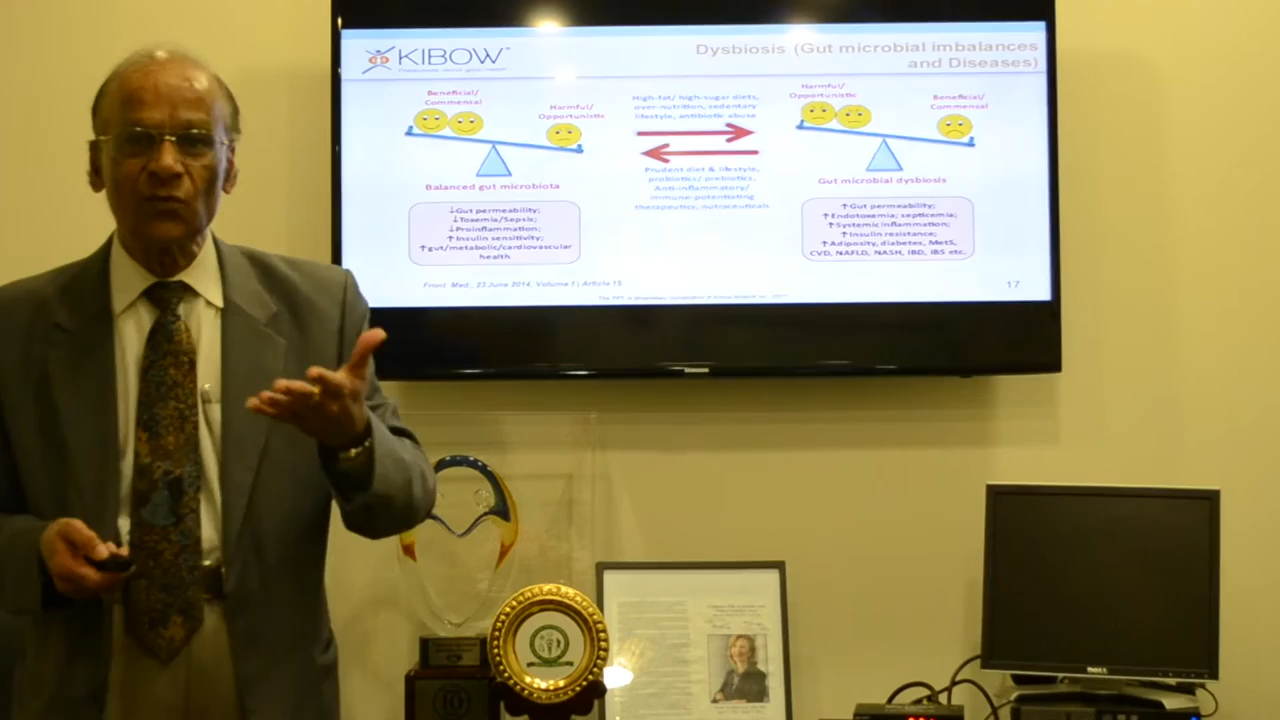 KIBOW
Dysbiosis (Gut microbial imbalances
and Diseases)
Beneficial/
Commensal
Harmful/
Opportunistic
High-fat/ high-sugar diets,
over-nutrition, sedentary
lifestyle, antibiotic abuse
Harmful/
Opportunistic
Beneficial/
Commensal
Prudent diet & lifestyle,
probiotics/ prebiotics,
Anti-inflammatory/
immune-potentiating
therapeutics, nutraceuticals
Balanced gut microbiota
Gut microbial dysbiosis
↓Gut permeability;
↓Toxemia/Sepsis;
↓Proinflammation;
↑Insulin sensitivity;
↑gut/metabolic/cardiovascular
health
↑Gut permeability;
↑Endotoxemia; septicemia;
↑Systemic inflammation;
↑Insulin resistance;
↑Adiposity, diabetes, MetS,
CVD, NAFLD, NASH, IBD, IBS etc.
Front. Med., 23 June 2014, Volume 1 | Article 15
17
DELL